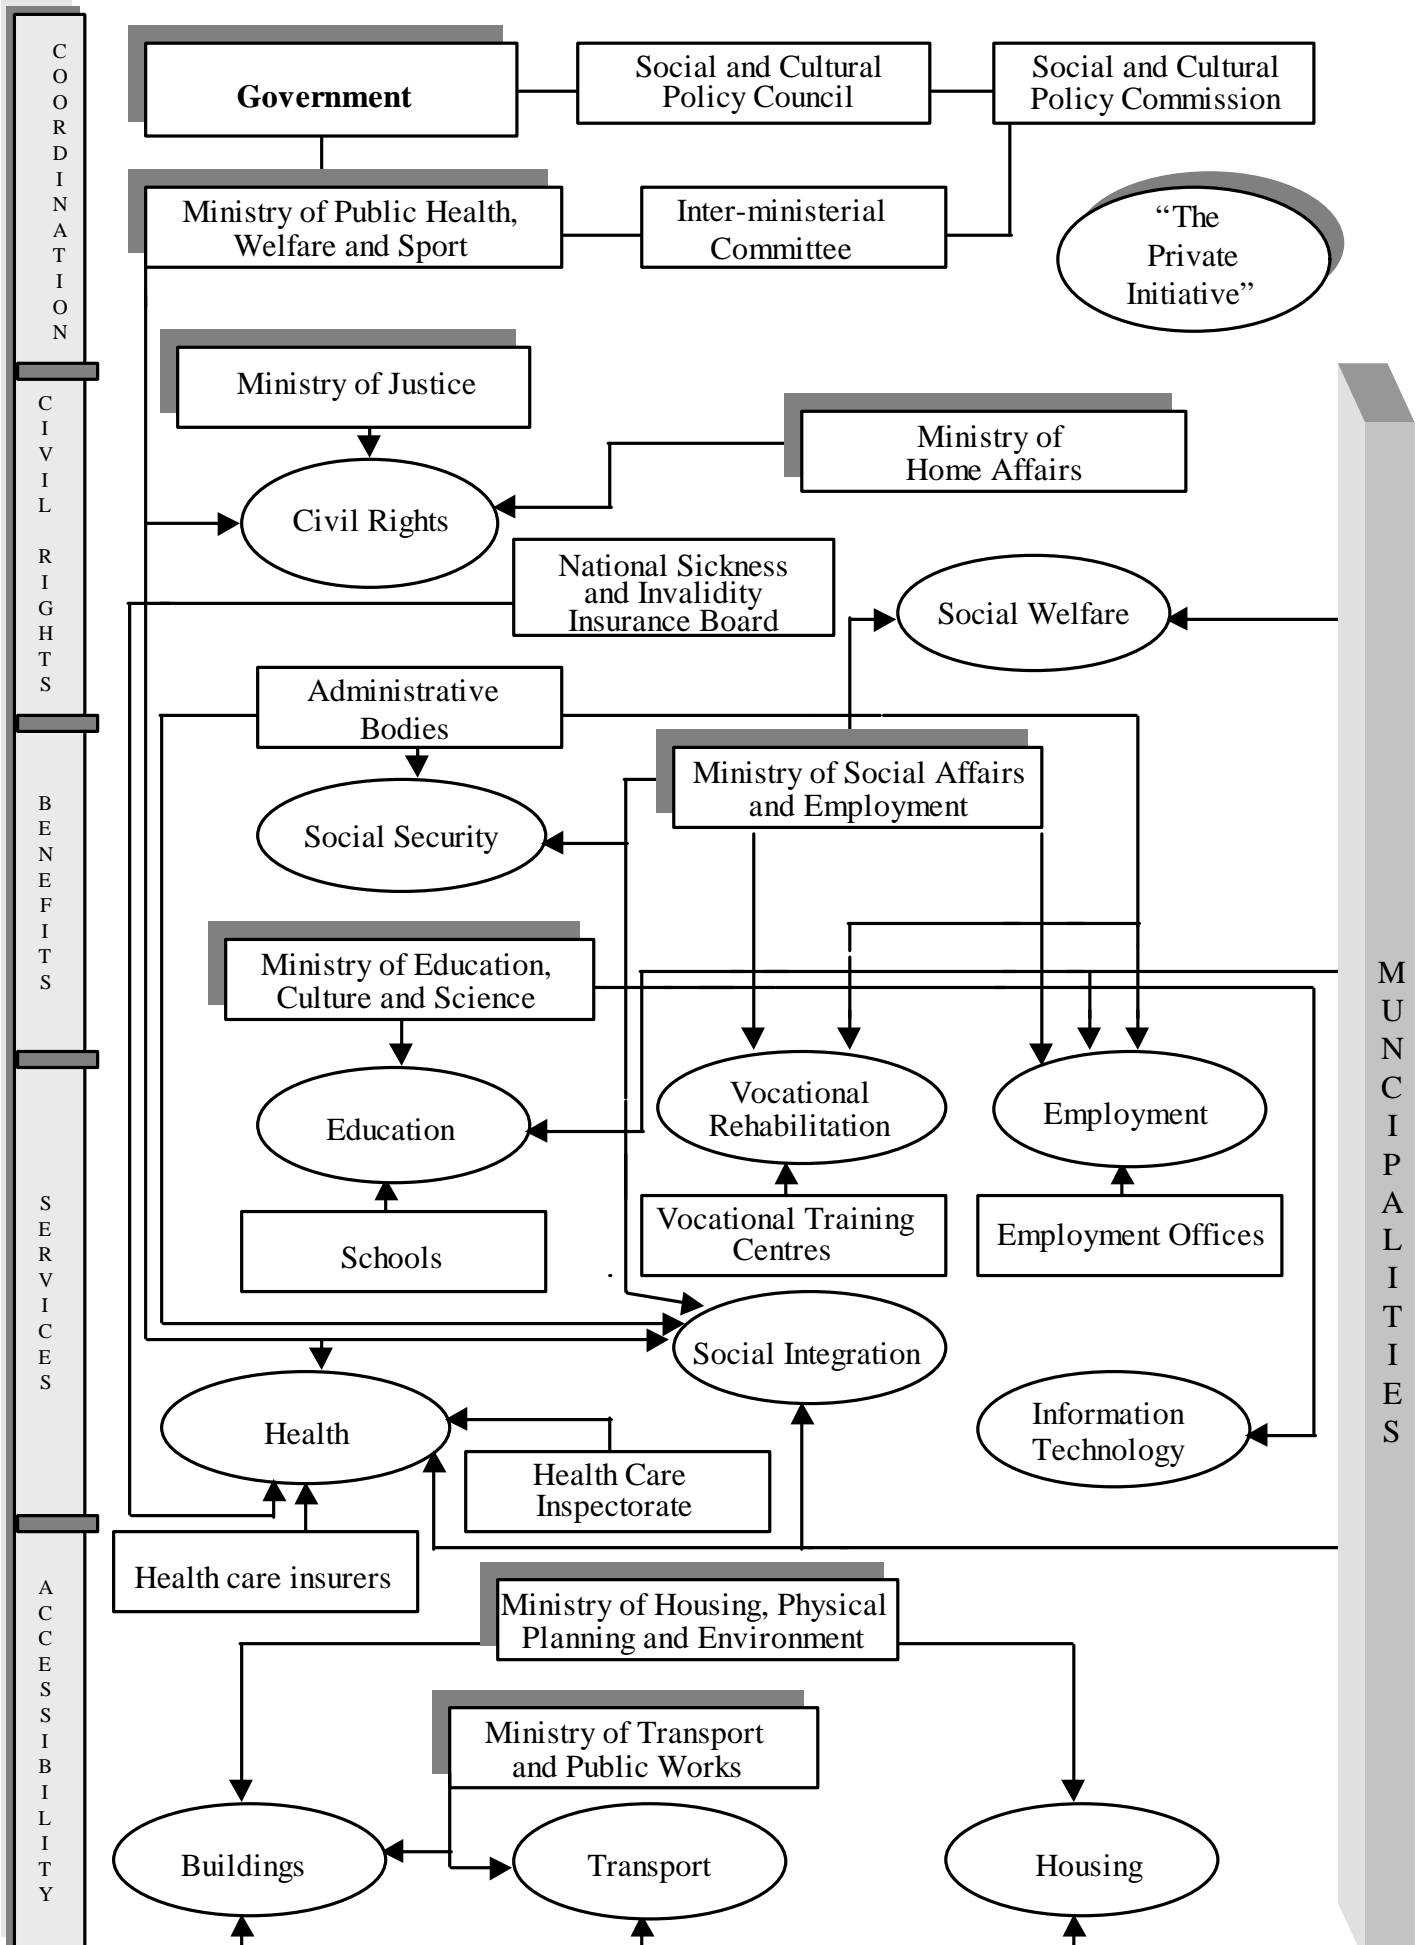 COORDINATION
Government
Social and Cultural
Policy Council
Social and Cultural
Policy Commission
Ministry of Public Health,
Welfare and Sport
Inter-ministerial
Committee
“The
Private
Initiative”
CIVIL RIGHTS
Ministry of Justice
Ministry of
Home Affairs
Civil Rights
National Sickness
and Invalidity
Insurance Board
Social Welfare
Administrative
Bodies
BENEFITS
Ministry of Social Affairs
and Employment
Social Security
Ministry of Education,
Culture and Science
MUNCIPALITIES
SERVICES
Education
Vocational
Rehabilitation
Employment
Schools
Vocational Training
Centres
Employment Offices
Social Integration
Health
Information
Technology
Health Care
Inspectorate
Health care insurers
ACCESSIBILITY
Ministry of Housing, Physical
Planning and Environment
Ministry of Transport
and Public Works
Buildings
Transport
Housing